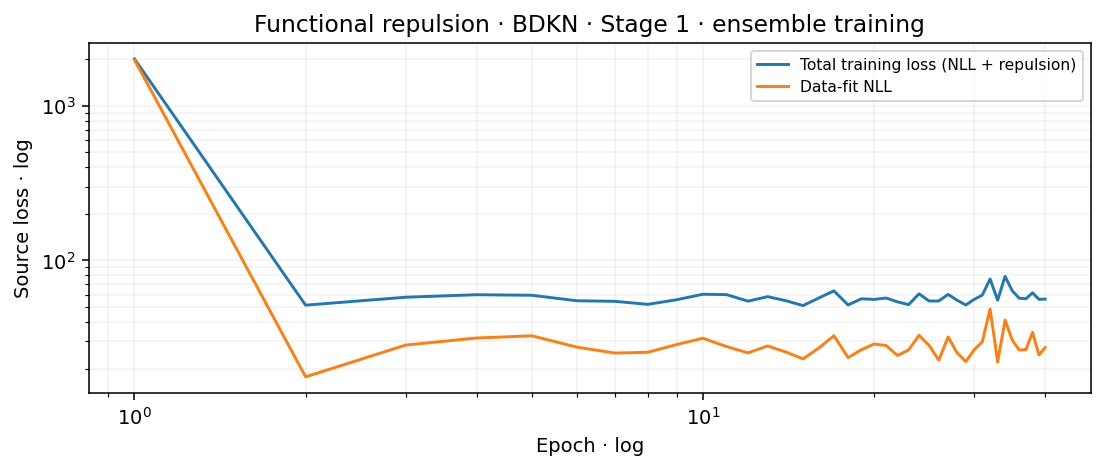 Functional repulsion · BDKN · Stage 1 · ensemble training
Total training loss (NLL + repulsion)
Data-fit NLL
Source loss · log
10³
10²
10⁰
10¹
Epoch · log